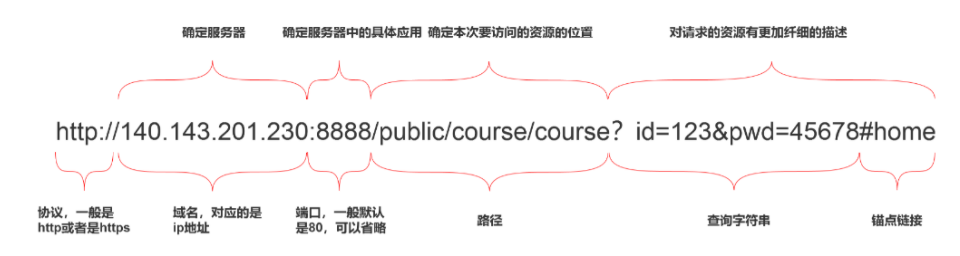 确定服务器 确定服务器中的具体应用 确定本次要访问的资源的位置 对请求的资源有更加纤细的描述
http://140.143.201.230:8888/public/course/course？ id=123&pwd=45678#home
协议，一般是
http或者是https
域名，对应的是
ip地址
端口，一般默认
是80，可以省略
路径
查询字符串
锚点链接